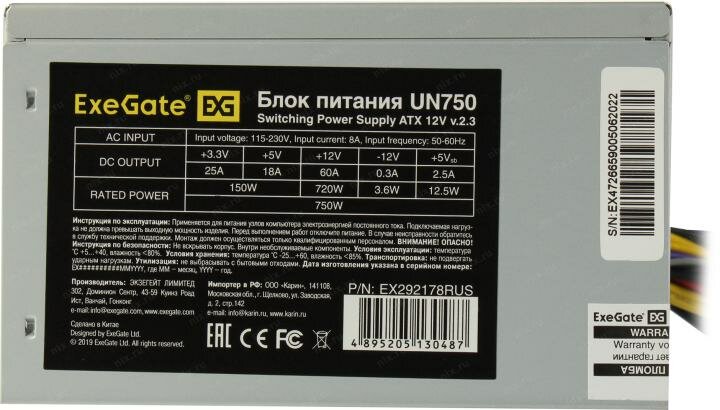 ExeGate® EXG
Блок питания UN750
Switching Power Supply ATX 12V v.2.3
AC INPUT Input voltage: 115-230V, Input current: 8A, Input frequency: 50-60Hz
DC OUTPUT +3.3V +5V +12V -12V +5Vsb
25A 18A 60A 0.3A 2.5A
RATED POWER 150W 720W 3.6W 12.5W
750W
Инструкция по эксплуатации: Применяется для питания узлов компьютера электроэнергией постоянного тока. Подключаемая нагруз-
ка не должна превышать выходную мощность изделия. Перед выполнением работ отключите питание. В случае неисправности обратитесь
в службу технической поддержки. Монтаж должен осуществляться только квалифицированным персоналом. ВНИМАНИЕ! ОПАСНО!
Инструкция по безопасности: Не вскрывать корпус. Внутри необслуживаемые компоненты. Условия эксплуатации: температура
°C +5...+40, влажность <80%. Условия хранения: температура °C -25...+60, влажность <85%. Транспортировка: не подвергать
ударным нагрузкам. Утилизация: не выбрасывать с бытовыми отходами. Дата изготовления указана в серийном номере:
EX##########MMYYYY, где MM – месяц, YYYY – год.
Производитель: ЭКЗЕГЕЙТ ЛИМИТЕД
302, Доминион Сентр, 43-59 Куинз Роуд
Ист, Ванчай, Гонконг
e-mail: info@exegate.com, www.exegate.com
Сделано в Китае
Designed by ExeGate Ltd.
© 2019 ExeGate Ltd. All rights reserved.
Импортер в РФ: ООО «Карин», 141108,
Московская обл., г. Щелково, ул. Заводская,
д. 2, стр.142
e-mail: info@karin.ru, www.karin.ru
EAC CE FC
P/N: EX292178RUS
4 895205 130487
S/N:EX4726659005062022
ExeGate® EXG
WARRA
Warranty vo
ает гарантии
ПЛОМБА